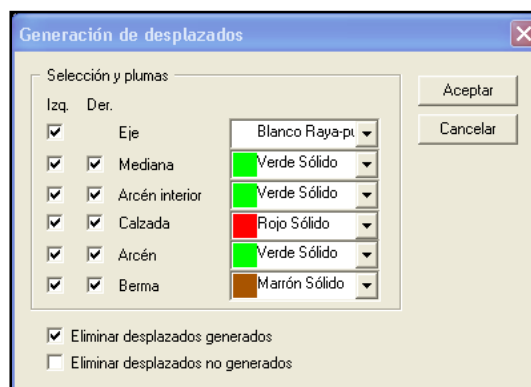 Generación de desplazados
Selección y plumas
Izq. Der.
Eje Blanco Raya-pu
Mediana Verde Sólido
Arcén interior Verde Sólido
Calzada Rojo Sólido
Arcén Verde Sólido
Berma Marrón Sólido
Aceptar
Cancelar
Eliminar desplazados generados
Eliminar desplazados no generados